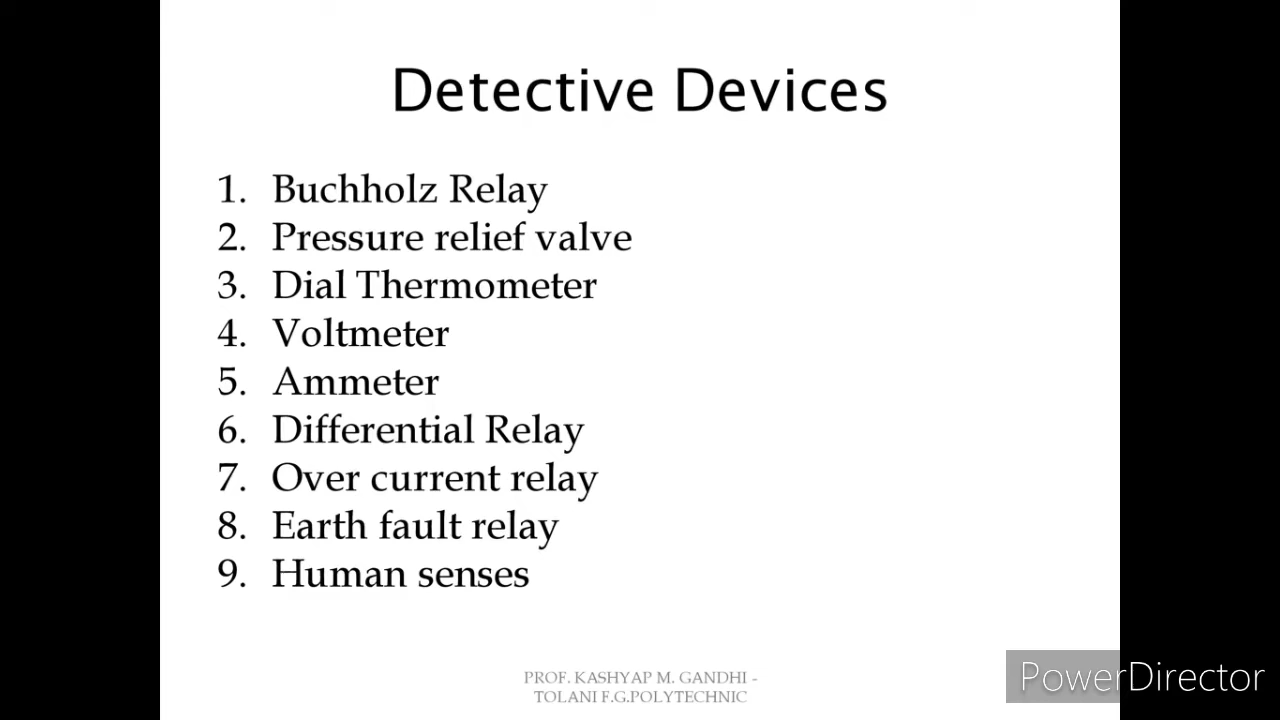 Detective Devices
1. Buchholz Relay
2. Pressure relief valve
3. Dial Thermometer
4. Voltmeter
5. Ammeter
6. Differential Relay
7. Over current relay
8. Earth fault relay
9. Human senses
PROF. KASHYAP M. GANDHI -
TOLANI F.G.POLYTECHNIC
PowerDirector